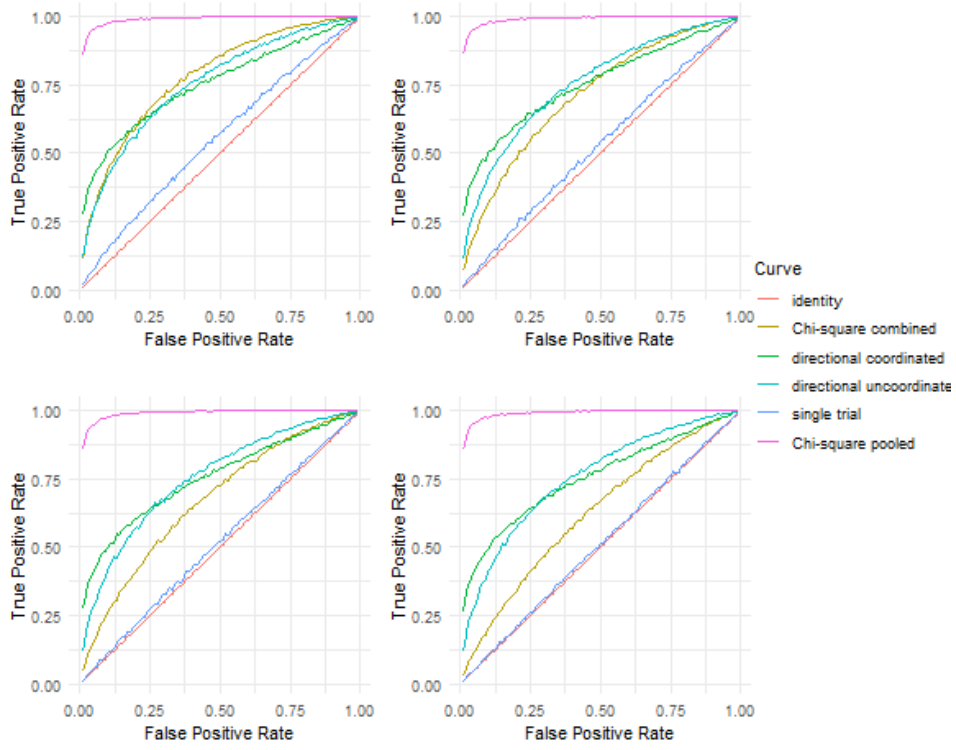 1.00
0.75
0.50
0.25
0.00
True Positive Rate
0.00 0.25 0.50 0.75 1.00
False Positive Rate
1.00
0.75
0.50
0.25
0.00
True Positive Rate
0.00 0.25 0.50 0.75 1.00
False Positive Rate
1.00
0.75
0.50
0.25
0.00
True Positive Rate
0.00 0.25 0.50 0.75 1.00
False Positive Rate
1.00
0.75
0.50
0.25
0.00
True Positive Rate
0.00 0.25 0.50 0.75 1.00
False Positive Rate
Curve
identity
Chi-square combined
directional coordinated
directional uncoordinate
single trial
Chi-square pooled